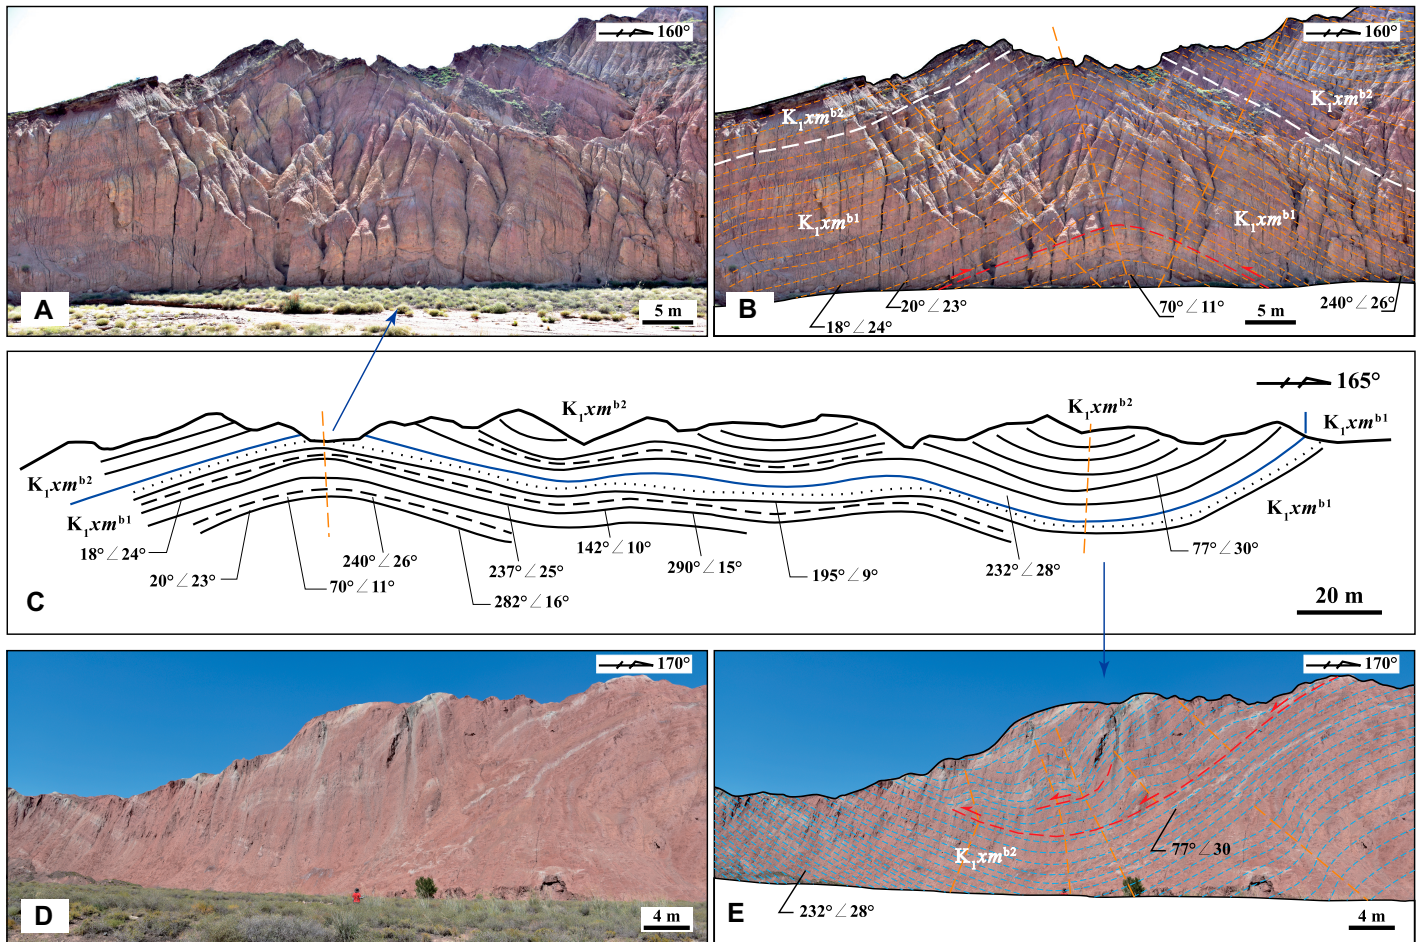 160°
A
5 m
160°
K₁xmᵇ²
K₁xmᵇ²
K₁xmᵇ¹
K₁xmᵇ¹
B
18°∠24°
20°∠23°
70°∠11°
240°∠26°
5 m
165°
K₁xmᵇ²
K₁xmᵇ²
K₁xmᵇ¹
K₁xmᵇ²
K₁xmᵇ¹
K₁xmᵇ¹
18°∠24°
20°∠23°
240°∠26°
70°∠11°
237°∠25°
282°∠16°
142°∠10°
290°∠15°
195°∠9°
232°∠28°
77°∠30°
C
20 m
170°
D
4 m
170°
77°∠30
K₁xmᵇ²
232°∠28°
E
4 m